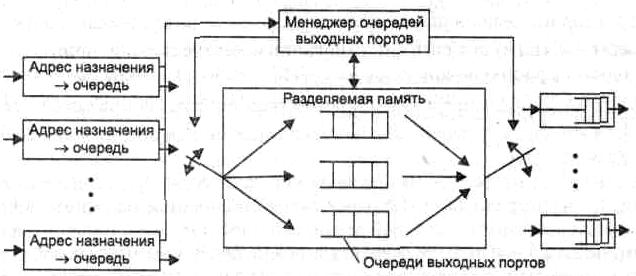 Менеджер очередей
выходных портов
Адрес назначения
→ очередь
Разделяемая память
Адрес назначения
→ очередь
Адрес назначения
→ очередь
Очереди выходных портов